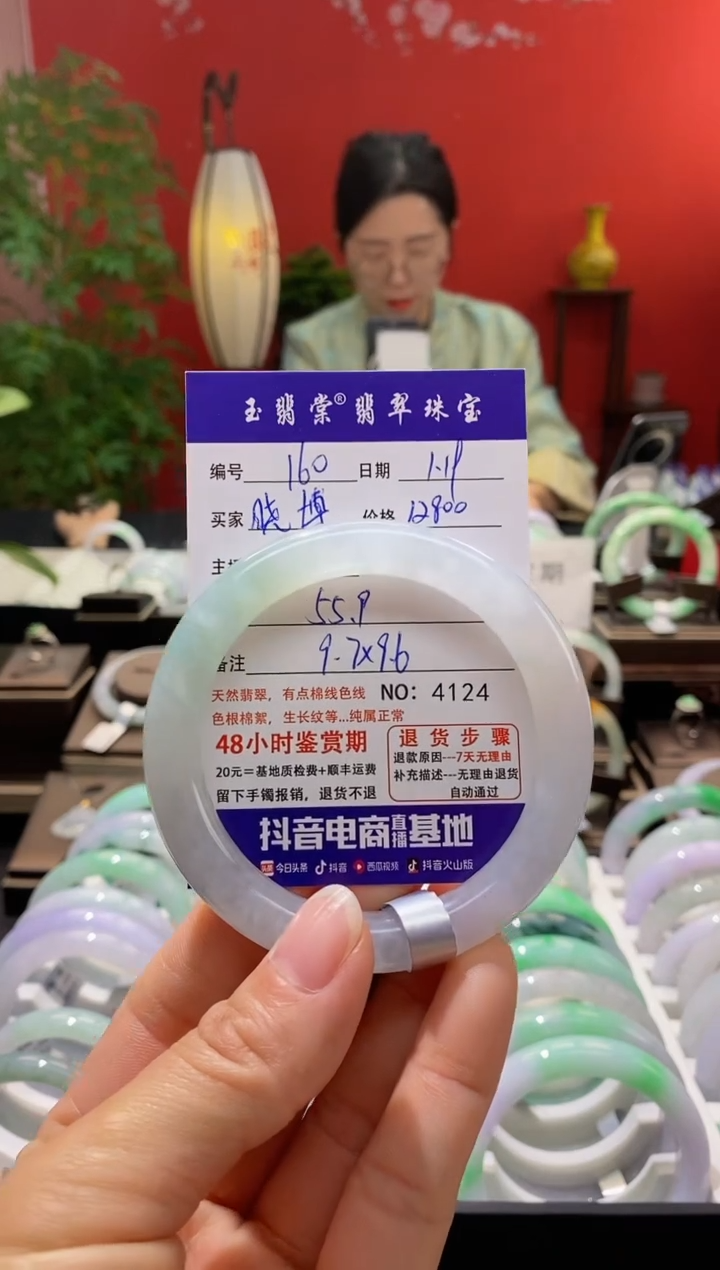 玉翡棠®翡翠珠宝
编号 160 日期 1.19
买家 晓博 价格 12800
主
55.9
备注 9.7x9.6
天然翡翠，有点棉线色线 NO： 4124
色根棉絮，生长纹等...纯属正常
48小时鉴赏期
20元＝基地质检费+顺丰运费
留下手镯报销，退货不退
退货步骤
退款原因---7天无理由
补充描述---无理由退货
自动通过
抖音电商直播基地
头条 今日头条 抖音 西瓜视频 抖音火山版
期